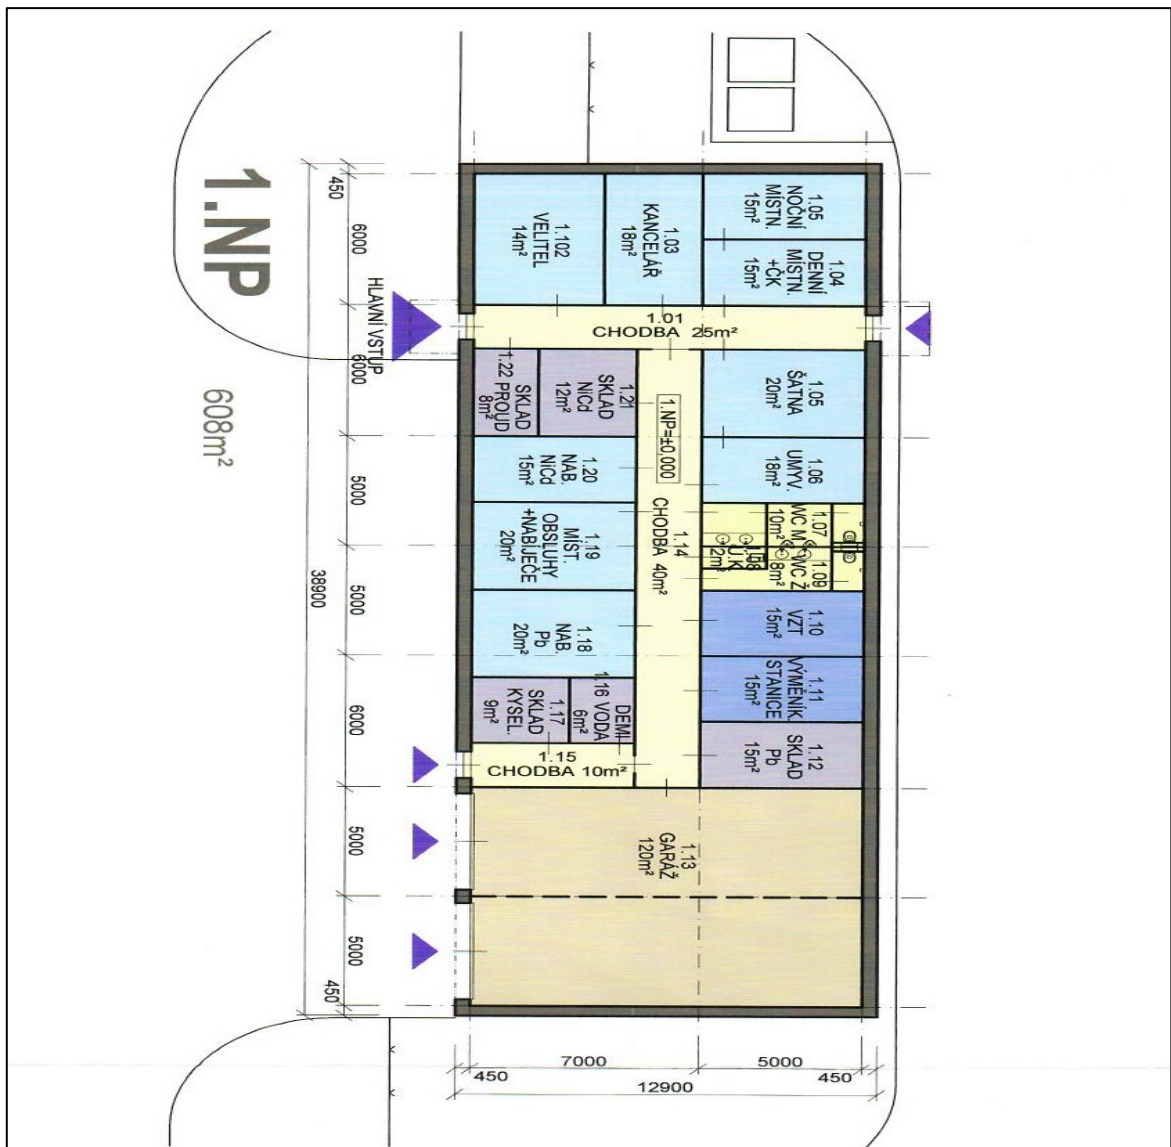 1.NP
608m²
HLAVNÍ VSTUP
1.102
VELITEL
14m²
1.03
KANCELÁŘ
18m²
1.05
NOČNÍ
MÍSTN.
15m²
1.04
DENNÍ
MÍSTN.
+ČK
15m²
1.01
CHODBA 25m²
1.22
SKLAD
PROUD
8m²
1.21
SKLAD
NiCd
12m²
1.NP=±0,000
1.05
ŠATNA
20m²
1.20
NAB.
NiCd
15m²
1.06
UMYV.
18m²
1.19
MÍST.
OBSLUHY
+NABÍJEČE
20m²
1.14
CHODBA 40m²
1.07
WC M
10m²
1.08
Ú.K
2m²
1.09
WC Ž
8m²
1.18
NAB.
Pb
20m²
1.10
VZT
15m²
1.11
VÝMĚNÍK.
STANICE
15m²
1.17
SKLAD
KYSEL.
9m²
DEMI
1.16 VODA
6m²
1.12
SKLAD
Pb
15m²
1.15
CHODBA 10m²
1.13
GARÁŽ
120m²
450
6000
6000
5000
5000
6000
5000
5000
450
38900
7000
5000
450
450
12900